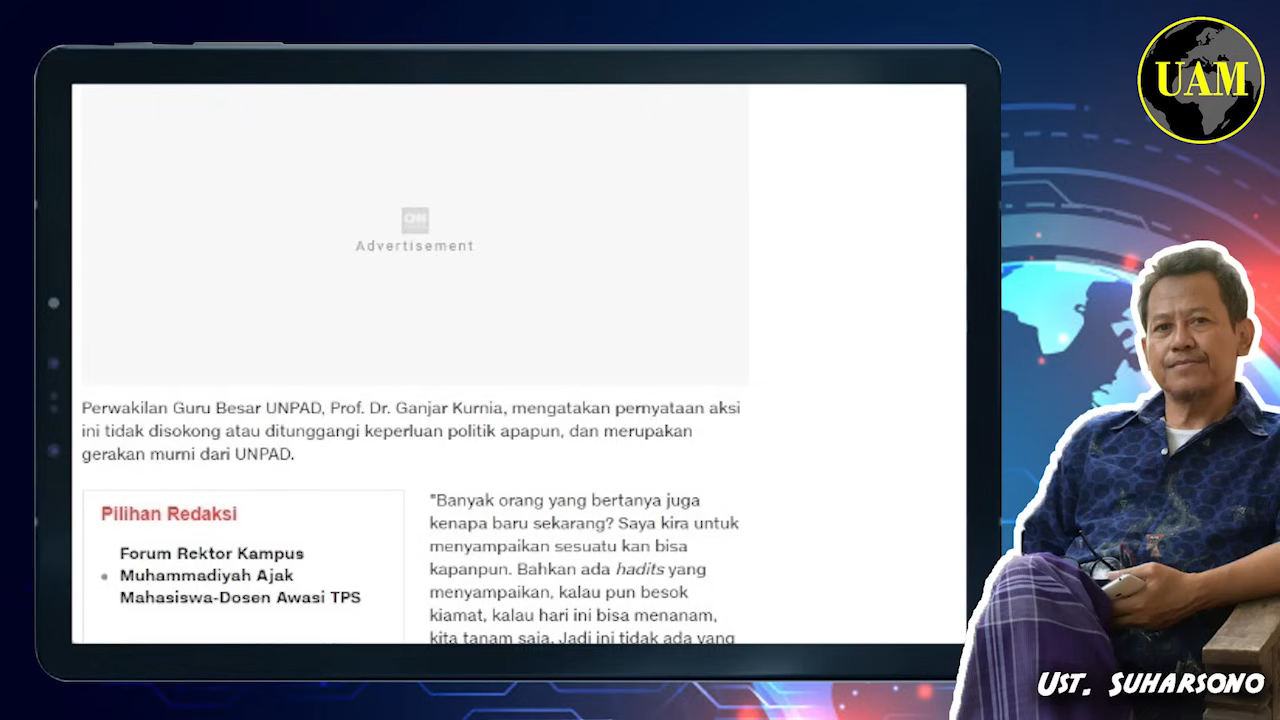 UAM
CNN
Advertisement
Perwakilan Guru Besar UNPAD, Prof. Dr. Ganjar Kurnia, mengatakan pernyataan aksi
ini tidak disokong atau ditunggangi keperluan politik apapun, dan merupakan
gerakan murni dari UNPAD.
Pilihan Redaksi
Forum Rektor Kampus
Muhammadiyah Ajak
Mahasiswa-Dosen Awasi TPS
"Banyak orang yang bertanya juga
kenapa baru sekarang? Saya kira untuk
menyampaikan sesuatu kan bisa
kapanpun. Bahkan ada hadits yang
menyampaikan, kalau pun besok
kiamat, kalau hari ini bisa menanam,
kita tanam saja. Jadi ini tidak ada yang
UST. SUHARSONO